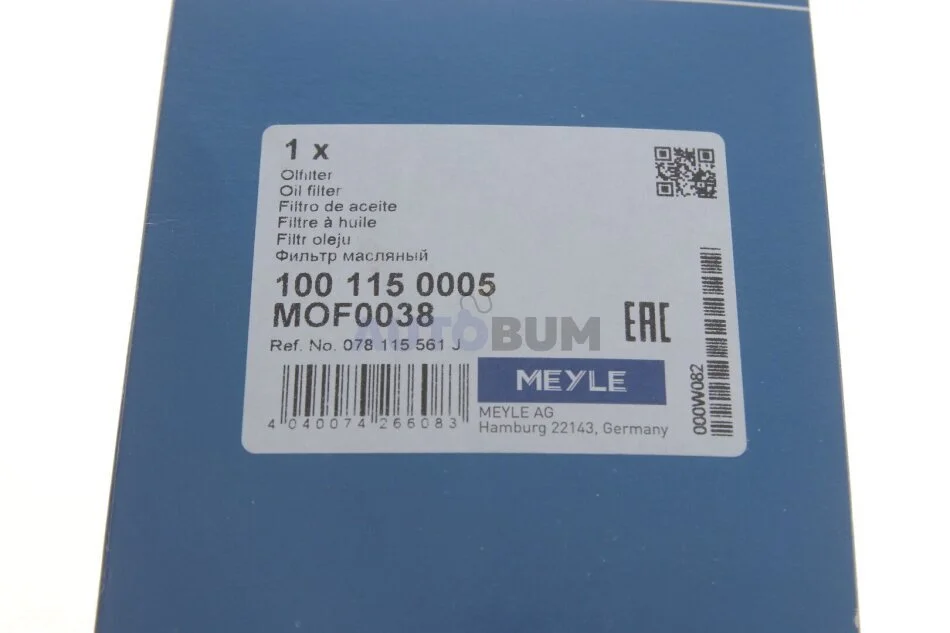 1 x
Ölfilter
Oil filter
Filtro de aceite
Filtre à huile
Filtr oleju
Фильтр масляный
100 115 0005
MOF0038
AUTOBUM
EAC
Ref. No. 078 115 561 J
MEYLE
MEYLE AG
Hamburg 22143, Germany
4 040074 266083
000W082